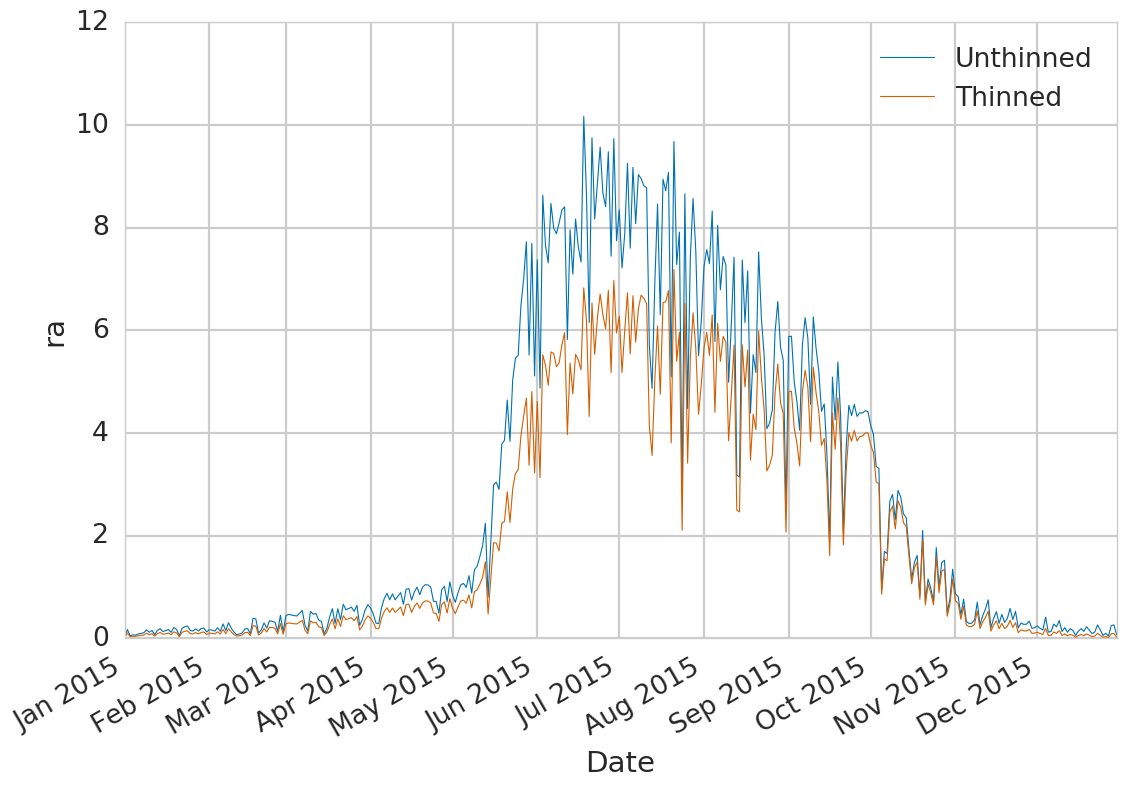 12
10
8
6
4
2
0
ra
Unthinned
Thinned
Jan 2015
Feb 2015
Mar 2015
Apr 2015
May 2015
Jun 2015
Jul 2015
Aug 2015
Sep 2015
Oct 2015
Nov 2015
Dec 2015
Date